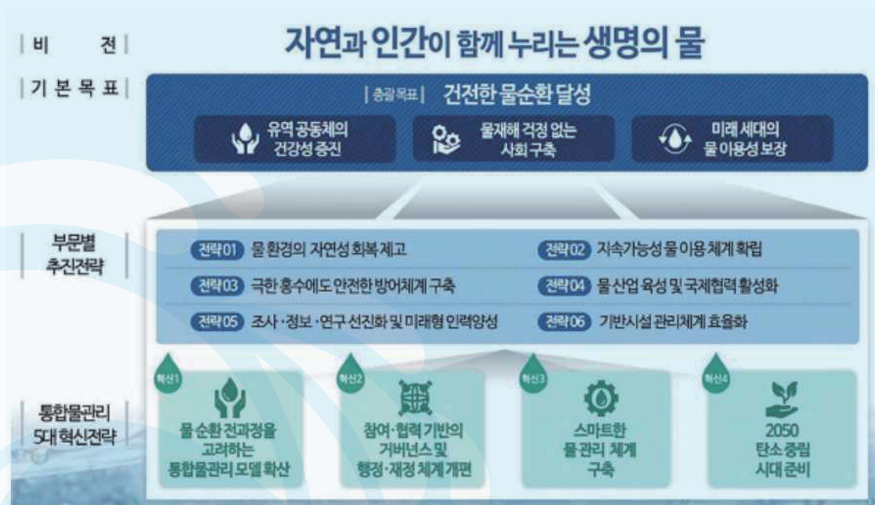 비 전
자연과 인간이 함께 누리는 생명의 물
기본목표
총괄목표 건전한 물순환 달성
유역 공동체의
건강성 증진
물재해 걱정 없는
사회 구축
미래 세대의
물 이용성 보장
부문별
추진전략
전략01 물 환경의 자연성 회복 제고
전략02 지속가능성 물 이용 체계 확립
전략03 극한 홍수에도 안전한 방어체계 구축
전략04 물 산업 육성 및 국제협력 활성화
전략05 조사·정보·연구 선진화 및 미래형 인력양성
전략06 기반시설 관리체계 효율화
통합물관리
5대 혁신전략
혁신1
물 순환 전과정을
고려하는
통합물관리 모델 확산
혁신2
참여·협력 기반의
거버넌스 및
행정·재정 체계 개편
혁신3
스마트한
물 관리 체계
구축
혁신4
2050
탄소 중립
시대 준비